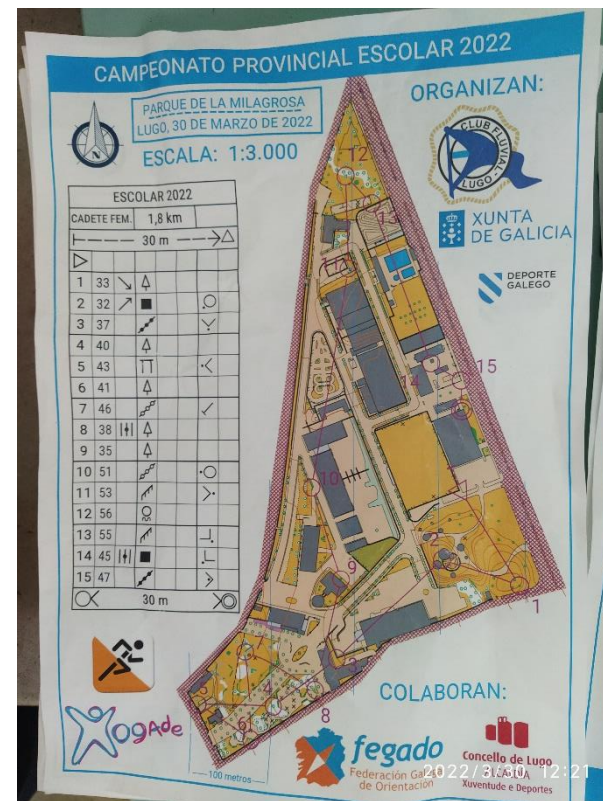 CAMPEONATO PROVINCIAL ESCOLAR 2022
PARQUE DE LA MILAGROSA
LUGO, 30 DE MARZO DE 2022
ESCALA: 1:3.000
N
ORGANIZAN:
CLUB FLUVIAL
LUGO
XUNTA
DE GALICIA
DEPORTE
GALEGO
ESCOLAR 2022
CADETE FEM. 1,8 km
30 m
1 33
2 32
3 37
4 40
5 43
6 41
7 46
8 38
9 35
10 51
11 53
12 56
13 55
14 45
15 47
30 m
12
13
14
15
10
9
2
1
8
4
6
100 metros
COLABORAN:
XOGADE
fegado
Federación Galega
de Orientación
Concello de Lugo
ALCALDÍA
Xuventude e Deportes
2022/3/30 12:21